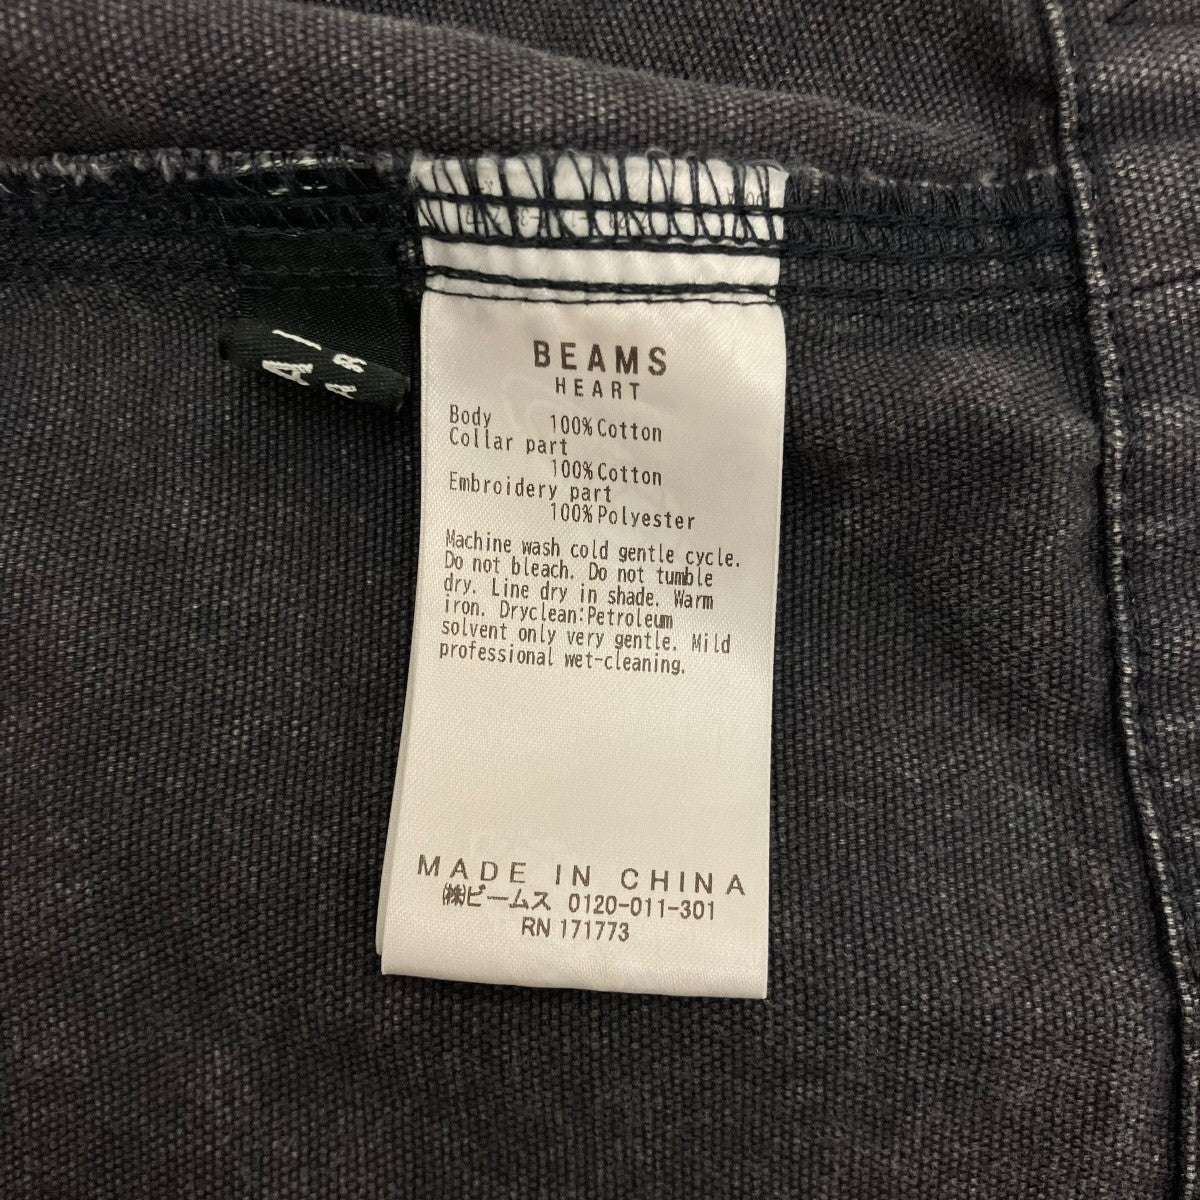 BEAMS
HEART
Body 100%Cotton
Collar part
100%Cotton
Embroidery part
100%Polyester
Machine wash cold gentle cycle.
Do not bleach. Do not tumble
dry. Line dry in shade. Warm
iron. Dryclean:Petroleum
solvent only very gentle. Mild
professional wet-cleaning.
MADE IN CHINA
㈱ビームス 0120-011-301
RN 171773